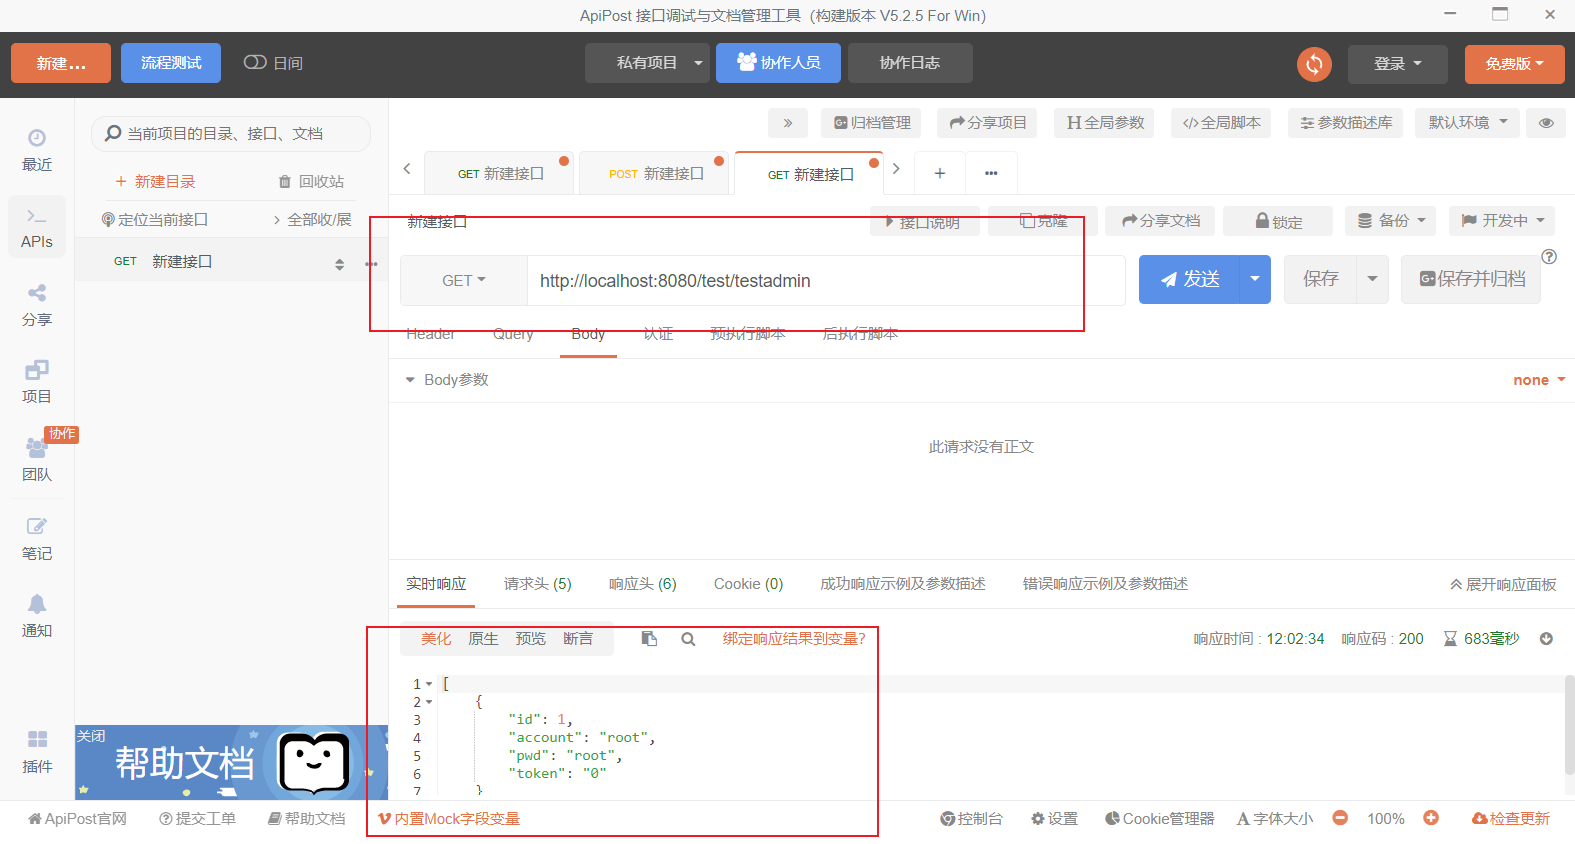 ApiPost 接口调试与文档管理工具（构建版本 V5.2.5 For Win）
新建... 流程测试 日间 私有项目 协作人员 协作日志 登录 免费版
最近
APIs
分享
项目
协作
团队
笔记
通知
插件
当前项目的目录、接口、文档
+ 新建目录 回收站
定位当前接口 > 全部收/展
GET 新建接口
关闭
帮助文档
» 归档管理 分享项目 H全局参数 </>全局脚本 参数描述库 默认环境
GET 新建接口 POST 新建接口 GET 新建接口 + •••
新建接口 接口说明 克隆 分享文档 锁定 备份 开发中
GET http://localhost:8080/test/testadmin 发送 保存 G+保存并归档
Header Query Body 认证 预执行脚本 后执行脚本
Body参数 none
此请求没有正文
实时响应 请求头 (5) 响应头 (6) Cookie (0) 成功响应示例及参数描述 错误响应示例及参数描述 展开响应面板
美化 原生 预览 断言 绑定响应结果到变量? 响应时间 : 12:02:34 响应码 : 200 683毫秒
1 [
2 {
3 "id": 1,
4 "account": "root",
5 "pwd": "root",
6 "token": "0"
7 }
ApiPost官网 提交工单 帮助文档 内置Mock字段变量 控制台 设置 Cookie管理器 A 字体大小 100% 检查更新